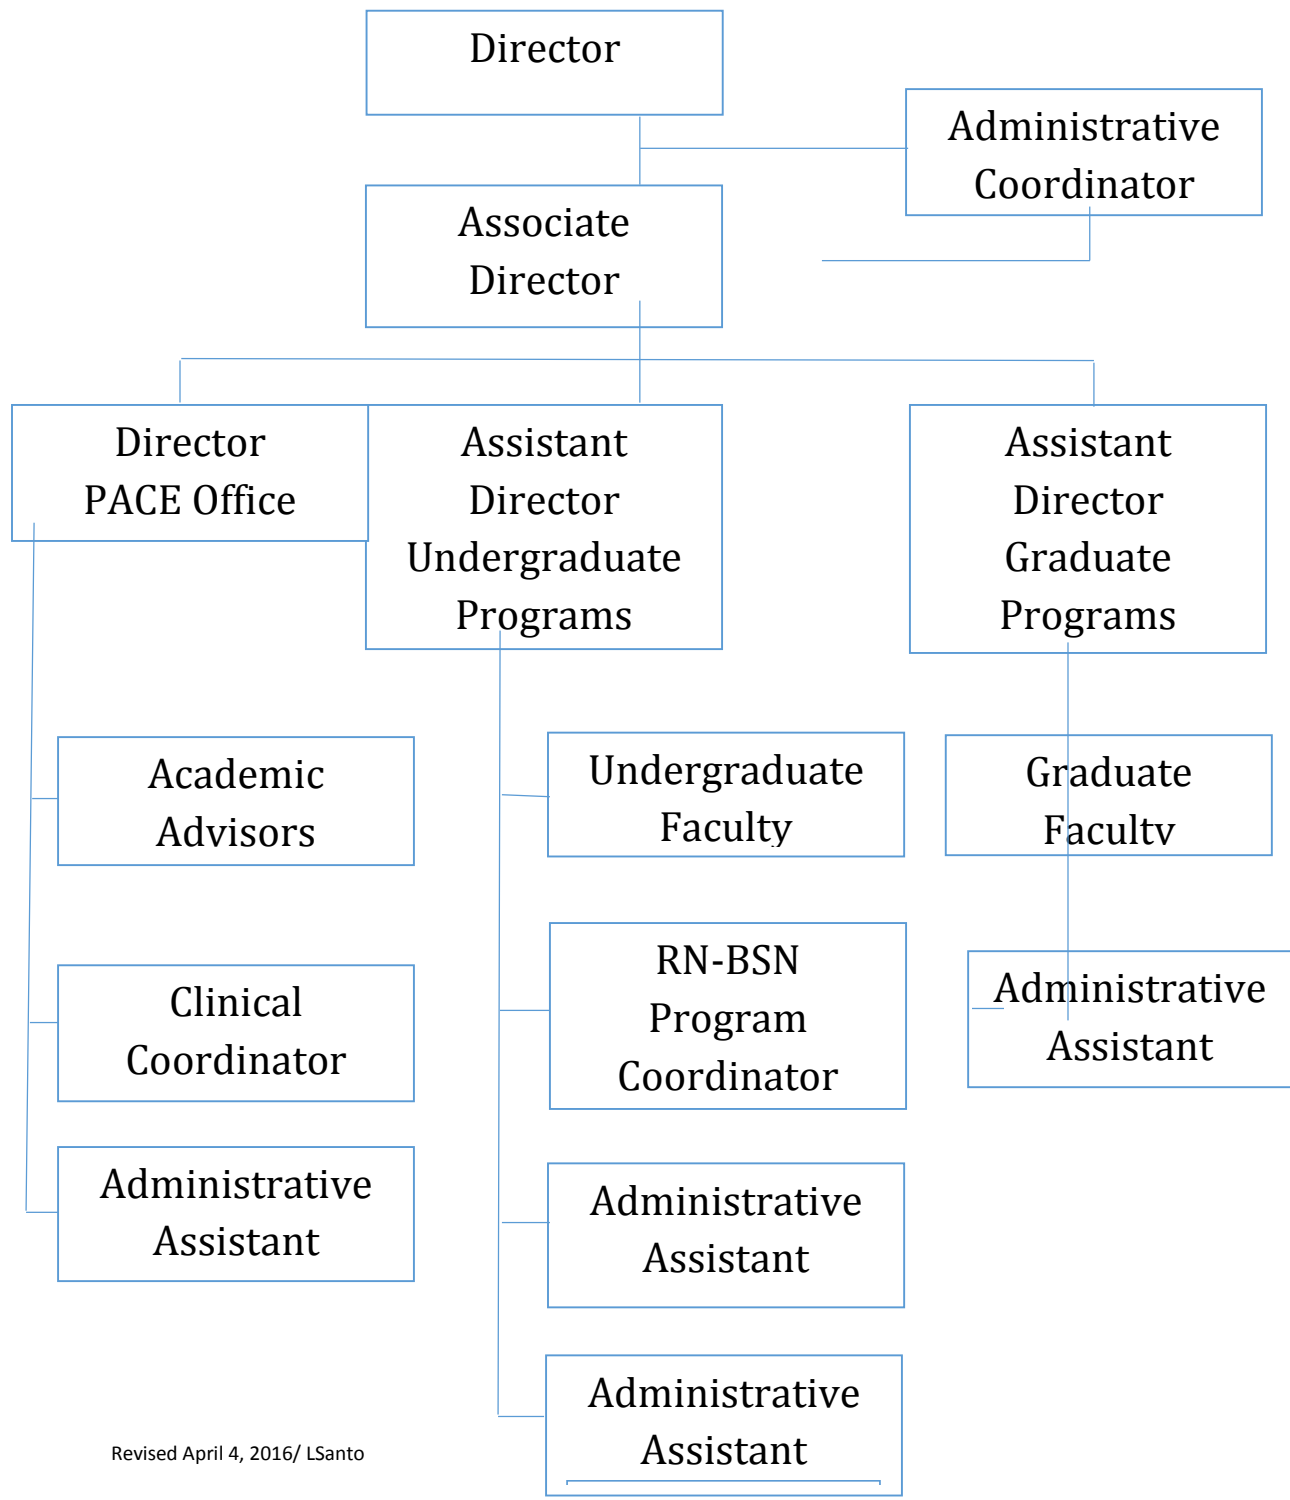 Director
Administrative
Coordinator
Associate
Director
Director
PACE Office
Assistant
Director
Undergraduate
Programs
Assistant
Director
Graduate
Programs
Academic
Advisors
Undergraduate
Faculty
Graduate
Faculty
Clinical
Coordinator
RN-BSN
Program
Coordinator
Administrative
Assistant
Administrative
Assistant
Administrative
Assistant
Administrative
Assistant
Revised April 4, 2016/ LSanto